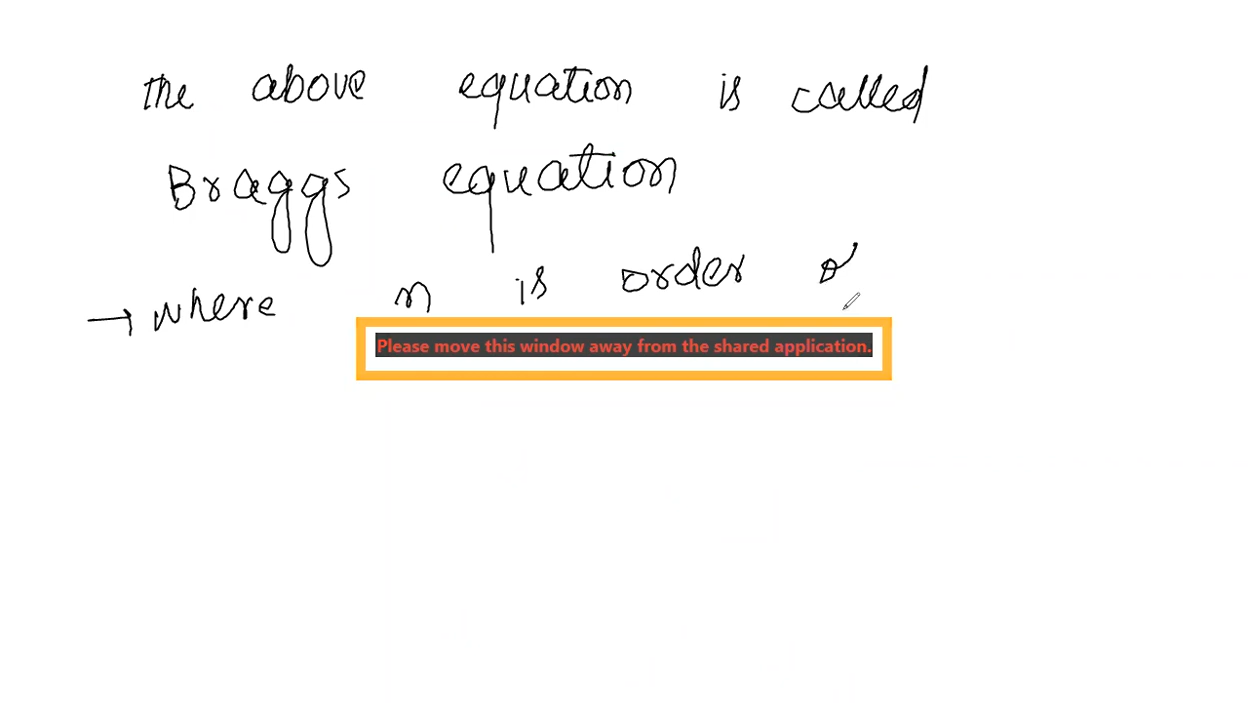 the above equation is called
Braggs equation
→ where n is order o
Please move this window away from the shared application.